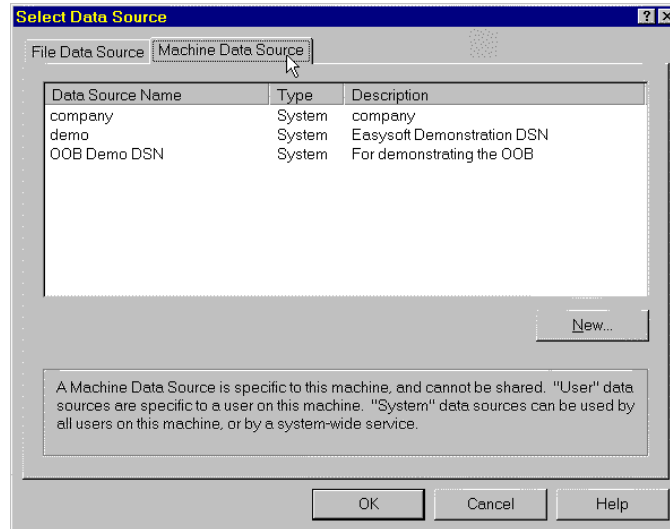 Select Data Source
File Data Source Machine Data Source
Data Source Name Type Description
company System company
demo System Easysoft Demonstration DSN
OOB Demo DSN System For demonstrating the OOB
New...
A Machine Data Source is specific to this machine, and cannot be shared. "User" data
sources are specific to a user on this machine. "System" data sources can be used by
all users on this machine, or by a system-wide service.
OK Cancel Help